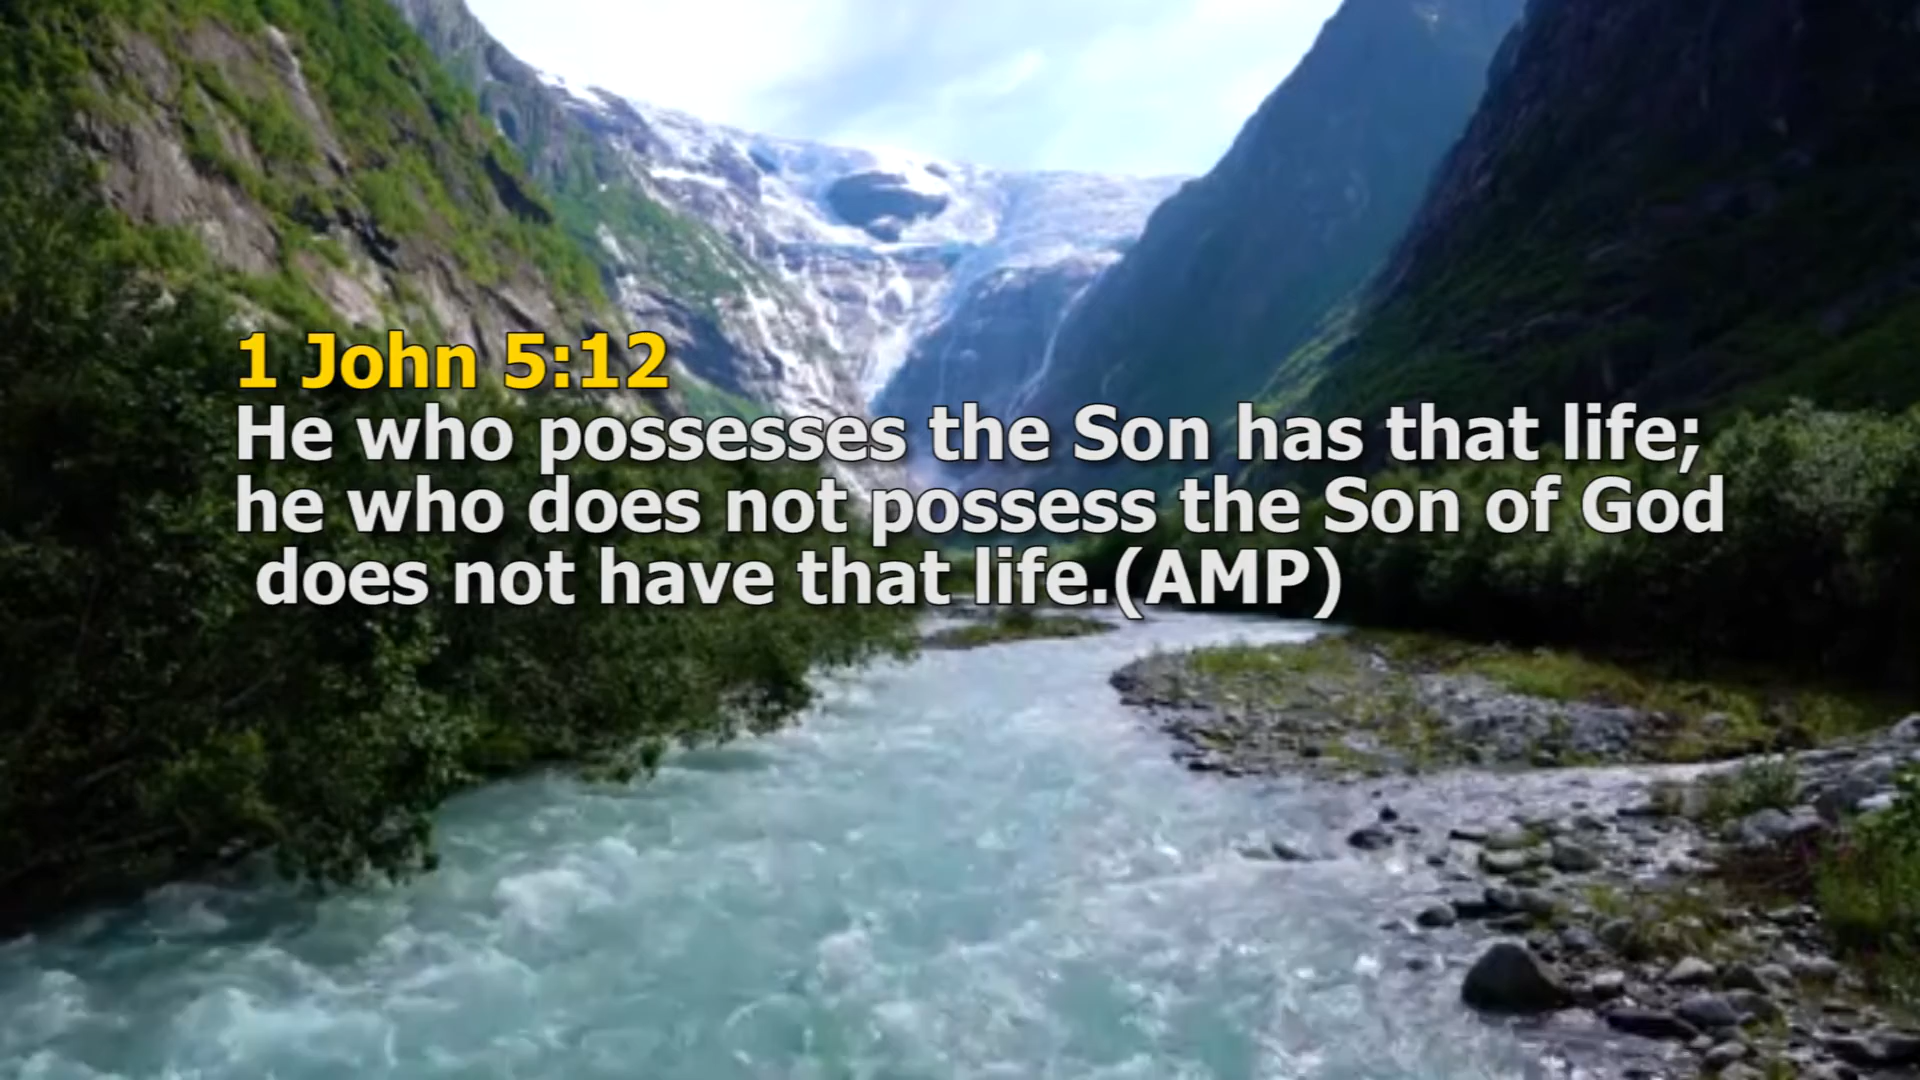 1 John 5:12
He who possesses the Son has that life;
he who does not possess the Son of God
does not have that life.(AMP)